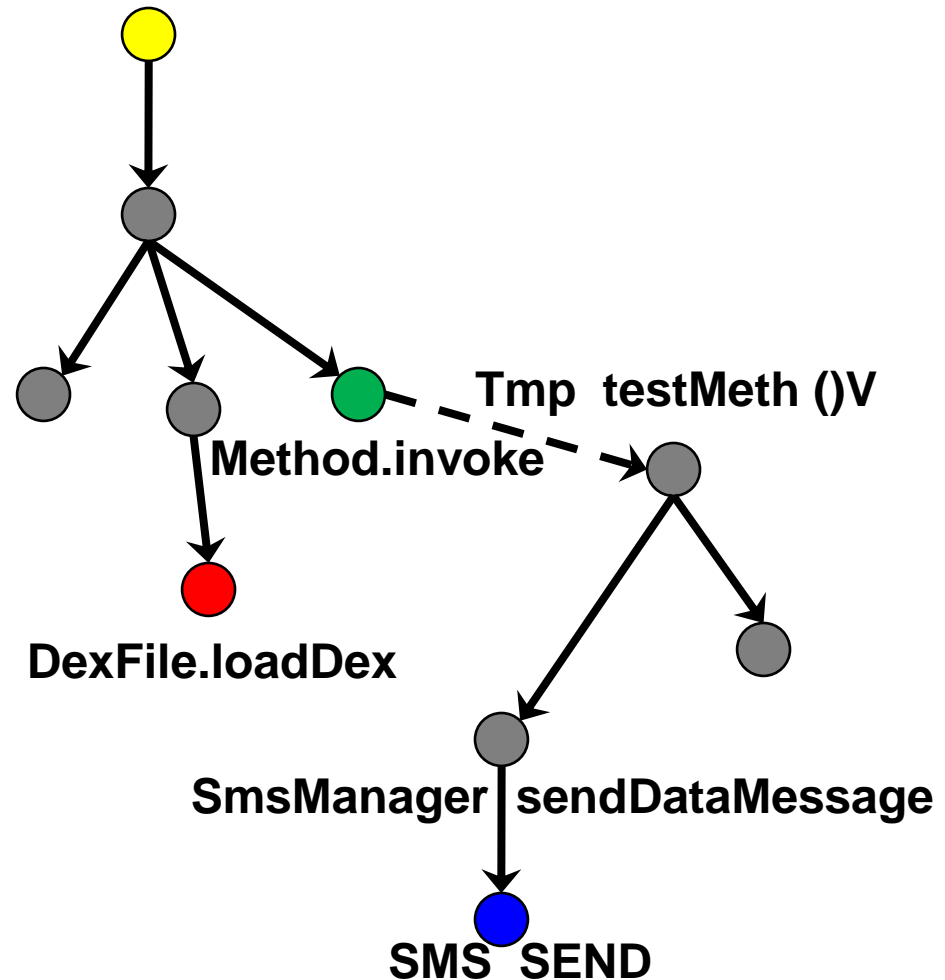 Tmp testMeth ()V
Method.invoke
DexFile.loadDex
SmsManager sendDataMessage
SMS SEND